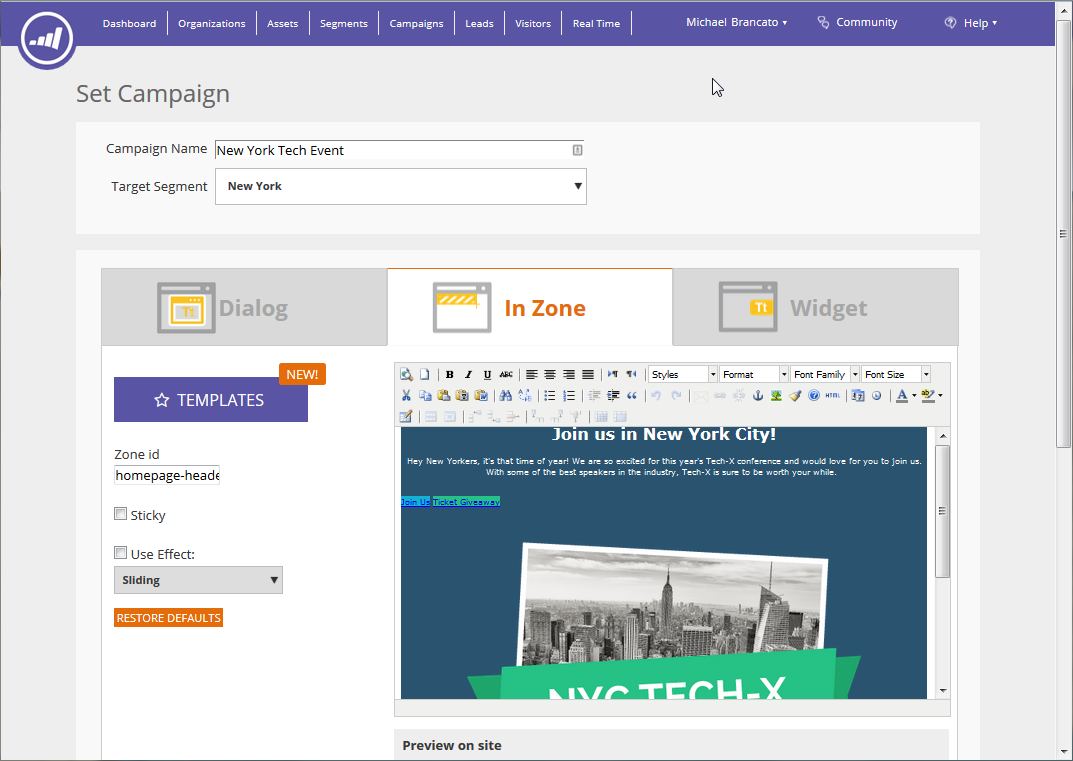 Dashboard Organizations Assets Segments Campaigns Leads Visitors Real Time Michael Brancato Community Help
Set Campaign
Campaign Name New York Tech Event
Target Segment New York
Tt Dialog In Zone Tt Widget
NEW!
TEMPLATES
Zone id
homepage-heade
Sticky
Use Effect:
Sliding
RESTORE DEFAULTS
B I U ABC Styles Format Font Family Font Size
HTML A ab
Join us in New York City!
Hey Newyorkers, it's that time of year! We are so excited for this year's Tech-X conference and would love for you to join us.
With some of the best speakers in the industry, Tech-X is sure to be worth your while.
Join Us Ticket Giveaway
NYC TECH-X
Preview on site